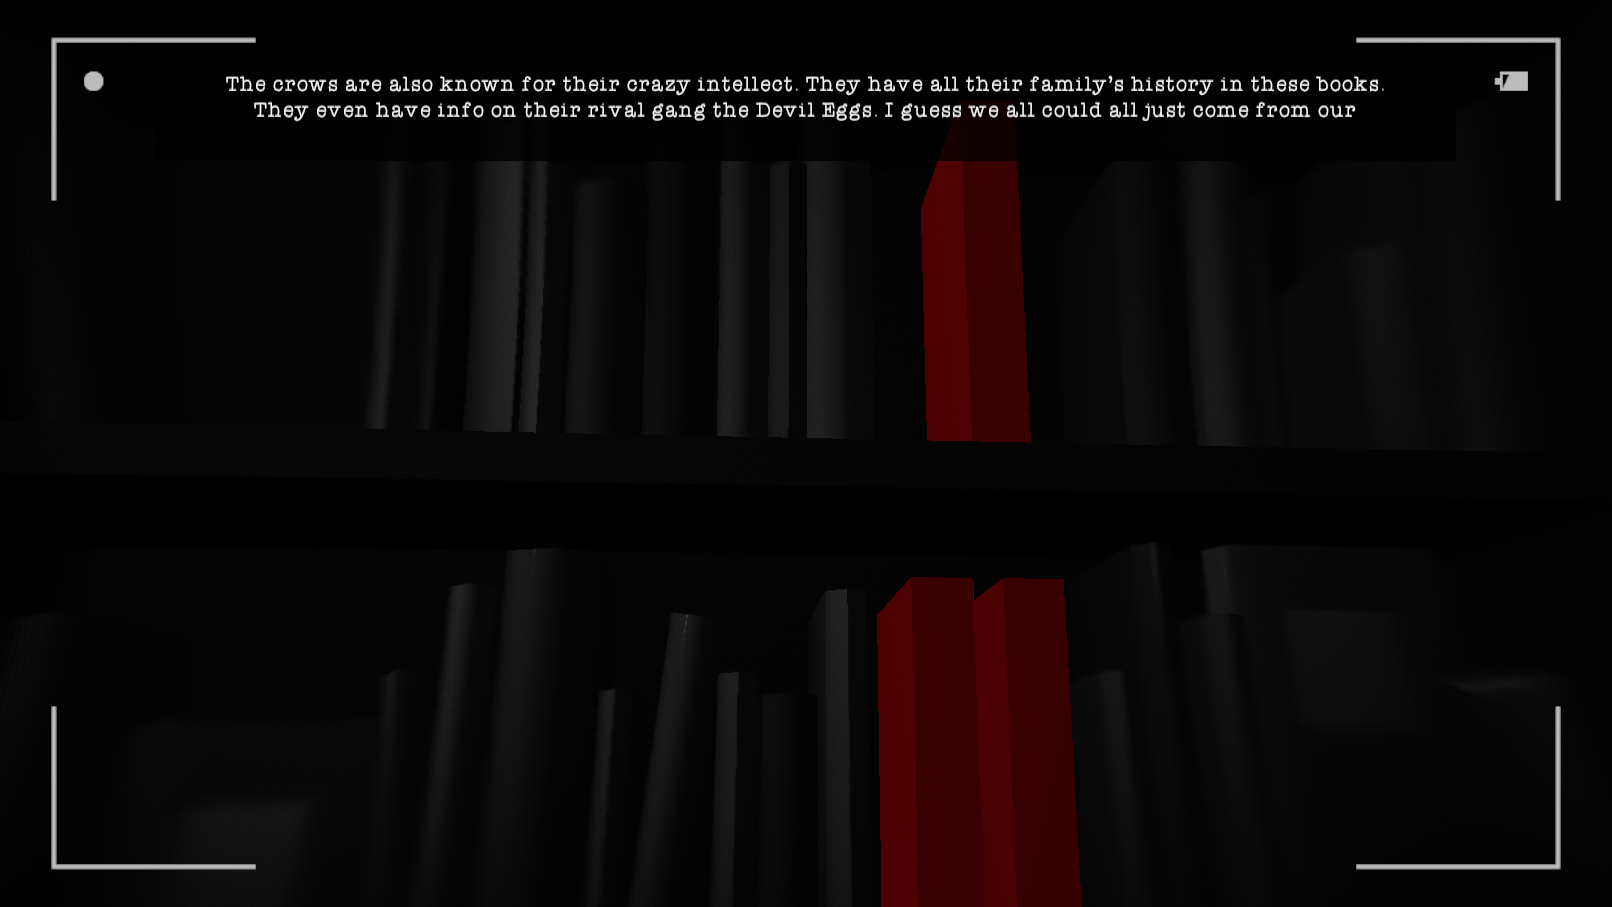 The crows are also known for their crazy intellect. They have all their family's history in these books.
They even have info on their rival gang the Devil Eggs. I guess we all could all just come from our